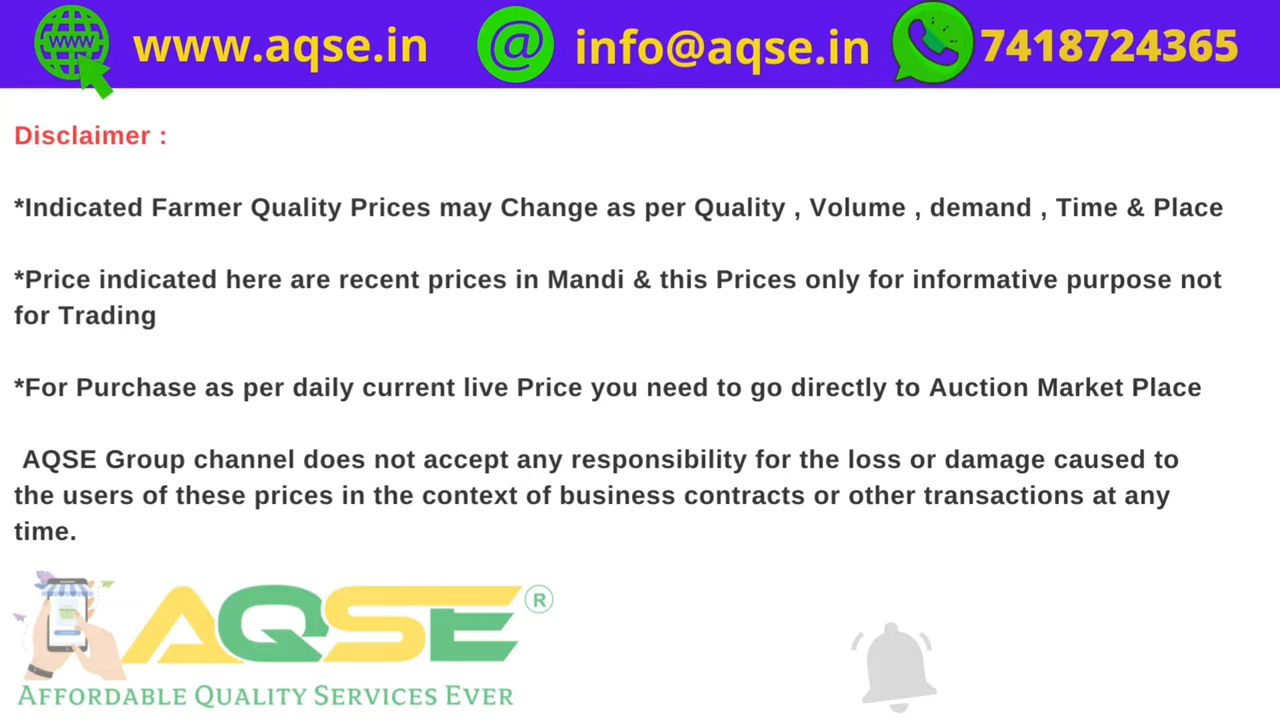 www.aqse.in info@aqse.in 7418724365
Disclaimer :
*Indicated Farmer Quality Prices may Change as per Quality , Volume , demand , Time & Place
*Price indicated here are recent prices in Mandi & this Prices only for informative purpose not
for Trading
*For Purchase as per daily current live Price you need to go directly to Auction Market Place
AQSE Group channel does not accept any responsibility for the loss or damage caused to
the users of these prices in the context of business contracts or other transactions at any
time.
AQSE ®
AFFORDABLE QUALITY SERVICES EVER